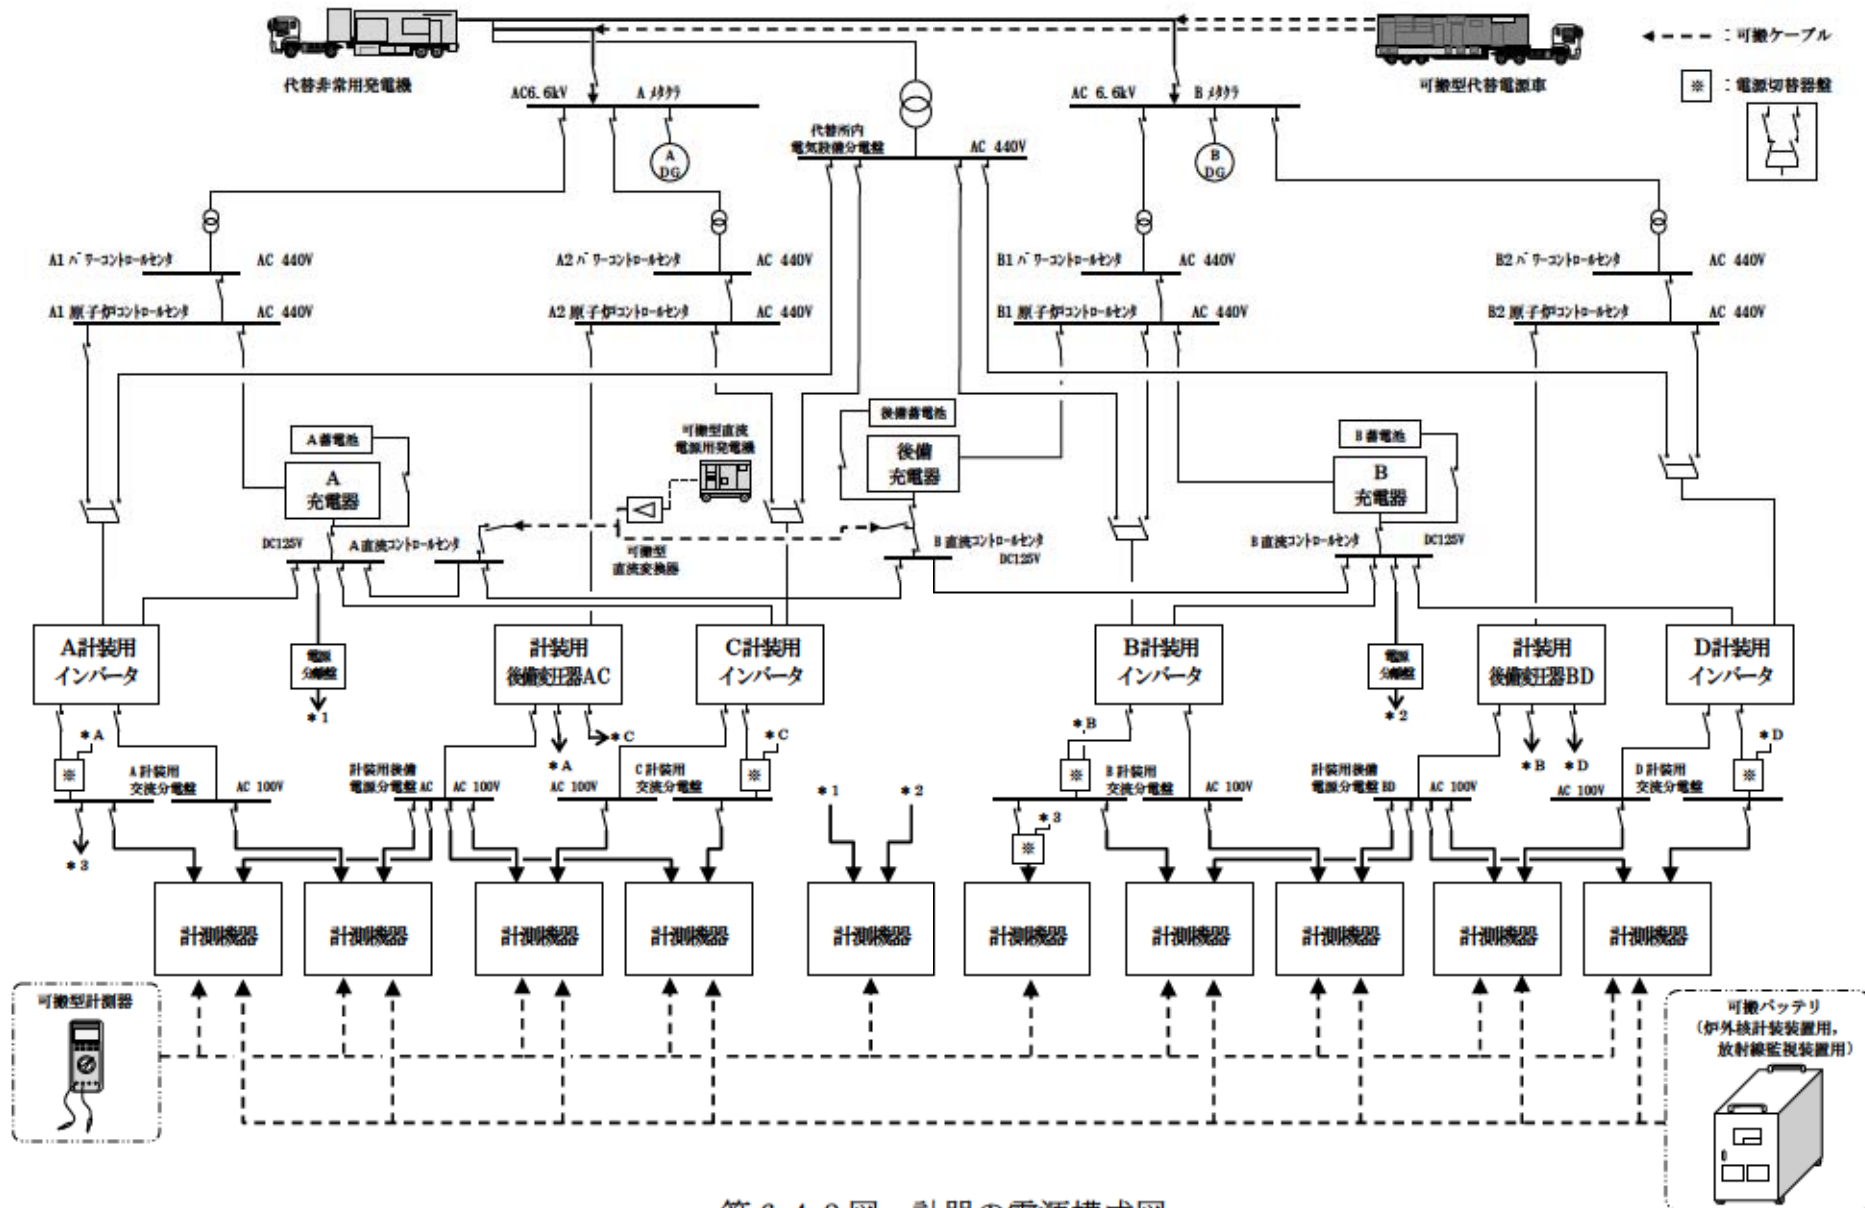 代替非常用発電機
可搬型代替電源車
：可搬ケーブル
※
：電源切替器盤
AC6.6kV
A メタクラ
AC 6.6kV
B メタクラ
A
DG
代替所内
電気設備分電盤
AC 440V
B
DG
A1 パワーコントロールセンタ
AC 440V
A2 パワーコントロールセンタ
AC 440V
B1 パワーコントロールセンタ
AC 440V
B2 パワーコントロールセンタ
AC 440V
A1 原子炉コントロールセンタ
AC 440V
A2 原子炉コントロールセンタ
AC 440V
B1 原子炉コントロールセンタ
AC 440V
B2 原子炉コントロールセンタ
AC 440V
A蓄電池
A
充電器
可搬型直流
電源用発電機
後備蓄電池
後備
充電器
B蓄電池
B
充電器
DC125V
A直流コントロールセンタ
可搬型
直流変換器
B直流コントロールセンタ
DC125V
B直流コントロールセンタ
DC125V
A計装用
インバータ
電源
分離盤
＊1
計装用
後備変圧器AC
C計装用
インバータ
B計装用
インバータ
電源
分離盤
＊2
計装用
後備変圧器BD
D計装用
インバータ
＊A
※
A計装用
交流分電盤
AC 100V
計装用後備
電源分電盤 AC
AC 100V
＊A
＊C
AC 100V
C計装用
交流分電盤
＊C
※
＊1
＊2
＊B
※
B計装用
交流分電盤
AC 100V
計装用後備
電源分電盤 BD
AC 100V
＊B
＊D
AC 100V
D計装用
交流分電盤
＊D
※
＊3
＊3
※
計測機器
計測機器
計測機器
計測機器
計測機器
計測機器
計測機器
計測機器
計測機器
計測機器
可搬型計測器
可搬バッテリ
（炉外核計装装置用，
放射線監視装置用）